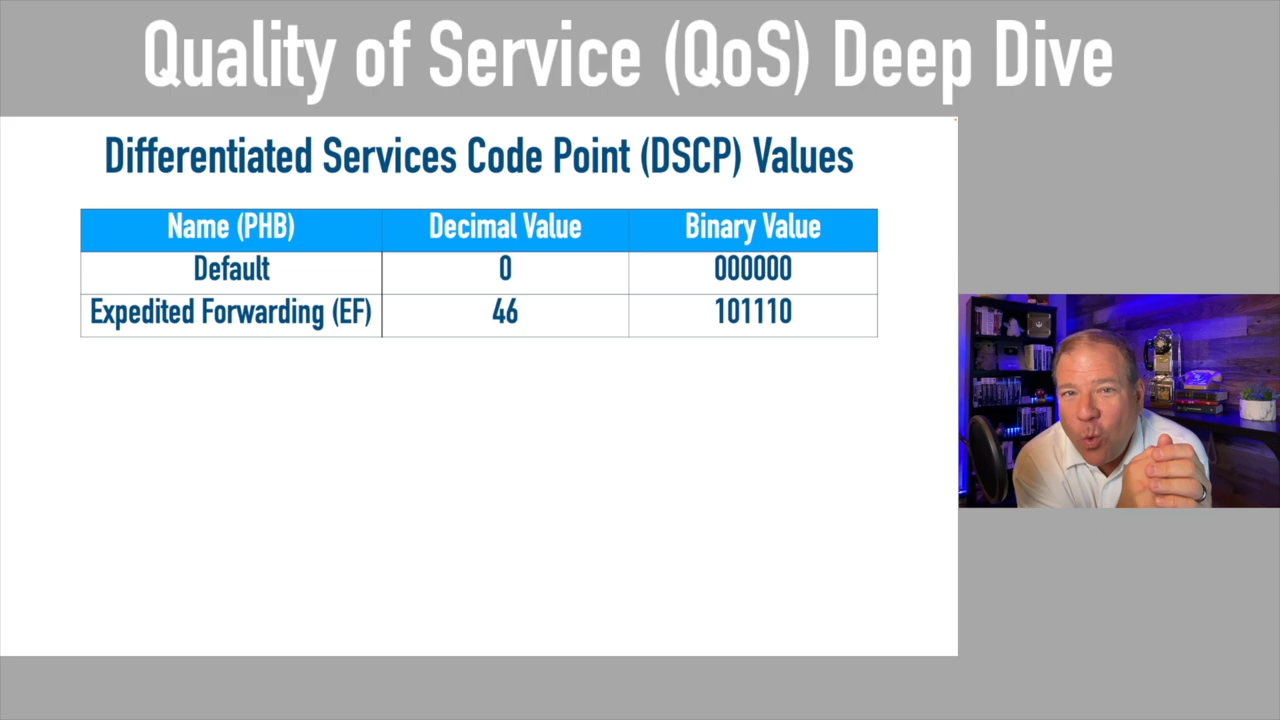 Quality of Service (QoS) Deep Dive
Differentiated Services Code Point (DSCP) Values
Name (PHB) Decimal Value Binary Value
Default 0 000000
Expedited Forwarding (EF) 46 101110